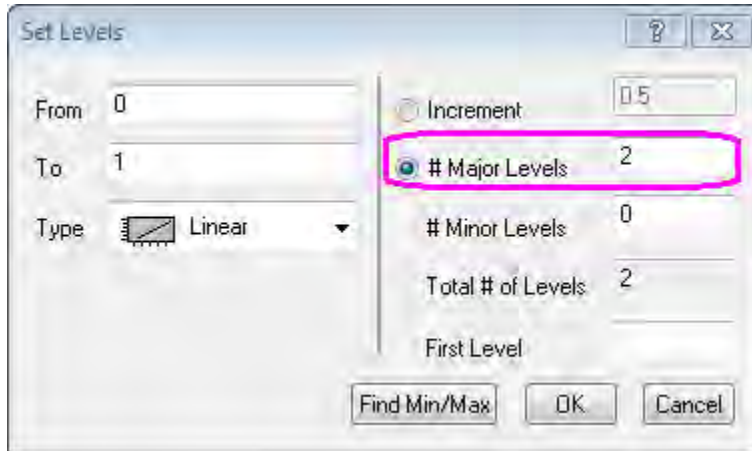 Set Levels
From 0
To 1
Type Linear
Increment 0.5
# Major Levels 2
# Minor Levels 0
Total # of Levels 2
First Level
Find Min/Max OK Cancel